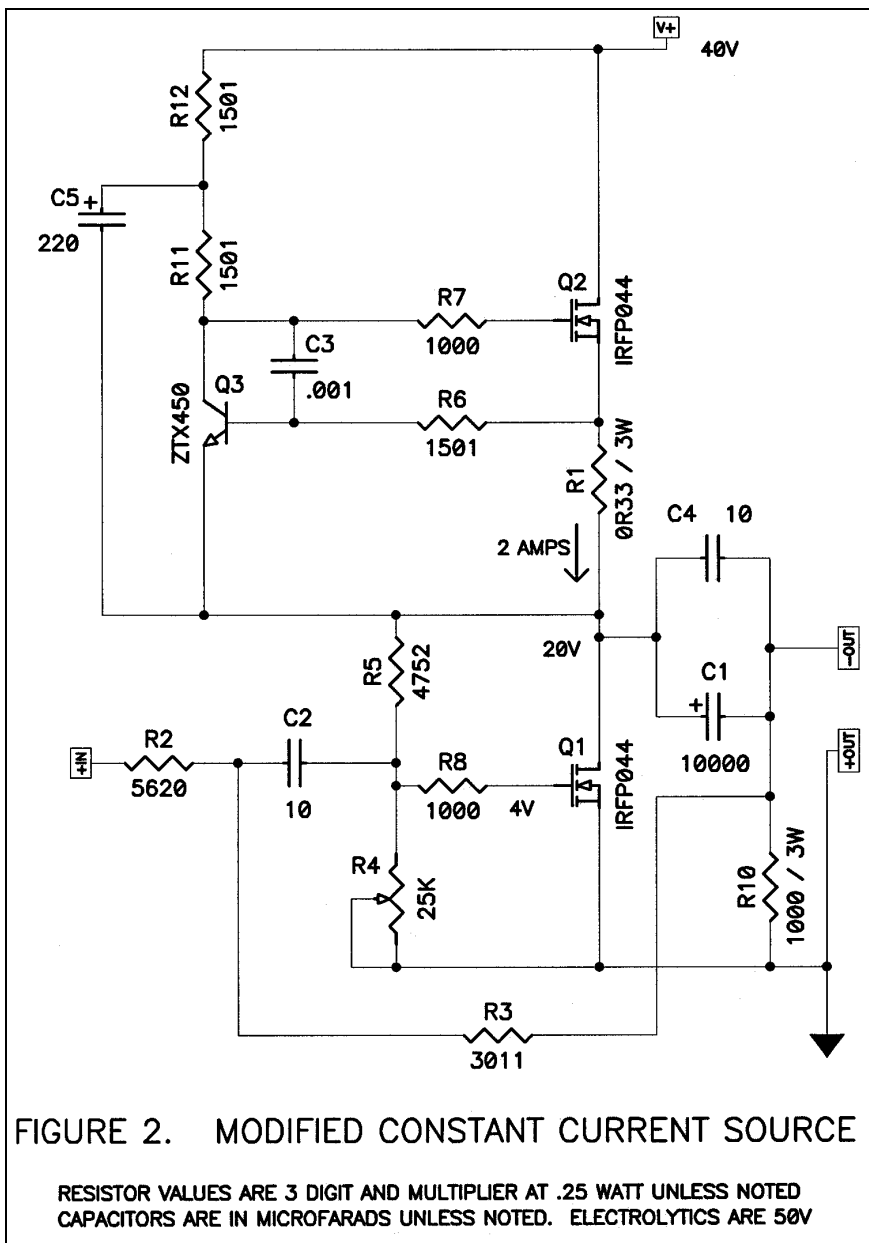 V+
40V
R12
1501
C5
+
220
R11
1501
Q2
IRFP044
R7
1000
C3
.001
Q3
ZTX450
R6
1501
R1
0R33 / 3W
C4 10
2 AMPS
20V
-OUT
R5
4752
C1
+
10000
+OUT
Q1
IRFP044
C2
10
+IN
R2
5620
R8
1000
4V
R4
25K
R10
1000 / 3W
R3
3011
FIGURE 2. MODIFIED CONSTANT CURRENT SOURCE
RESISTOR VALUES ARE 3 DIGIT AND MULTIPLIER AT .25 WATT UNLESS NOTED
CAPACITORS ARE IN MICROFARADS UNLESS NOTED. ELECTROLYTICS ARE 50V